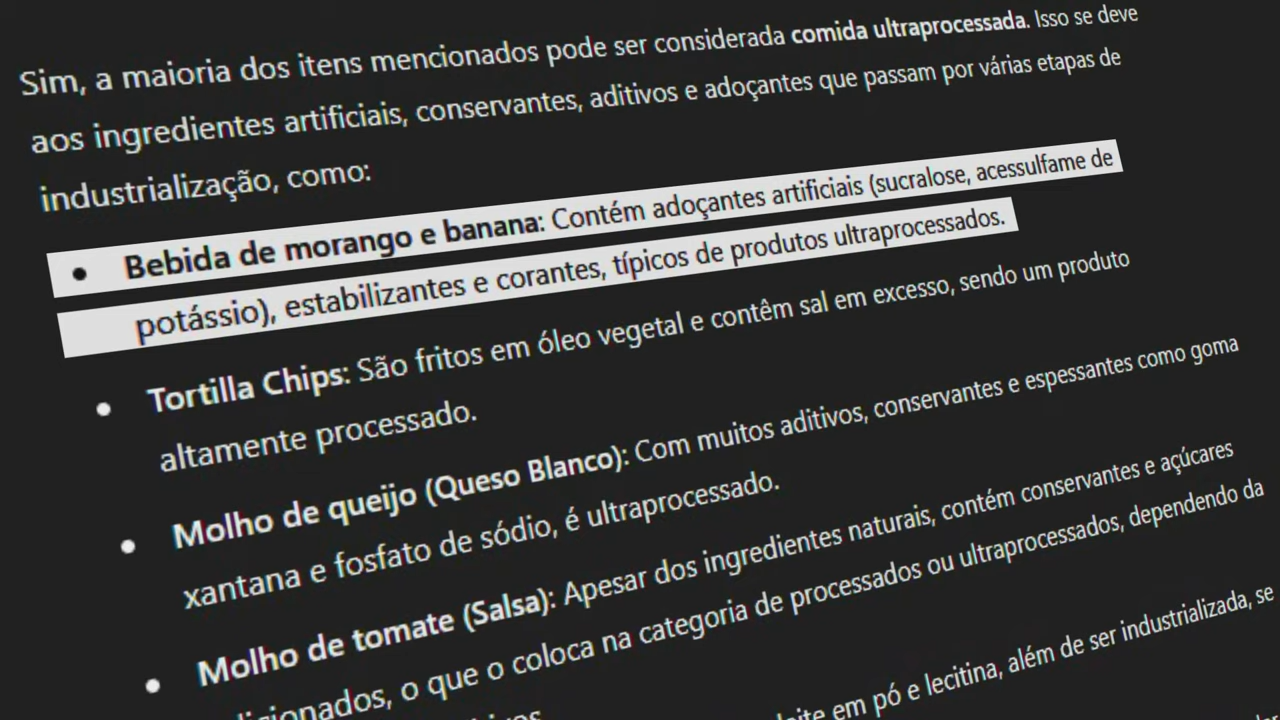 Sim, a maioria dos itens mencionados pode ser considerada comida ultraprocessada. Isso se deve
aos ingredientes artificiais, conservantes, aditivos e adoçantes que passam por várias etapas de
industrialização, como:
• Bebida de morango e banana: Contém adoçantes artificiais (sucralose, acessulfame de
potássio), estabilizantes e corantes, típicos de produtos ultraprocessados.
• Tortilla Chips: São fritos em óleo vegetal e contêm sal em excesso, sendo um produto
altamente processado.
• Molho de queijo (Queso Blanco): Com muitos aditivos, conservantes e espessantes como goma
xantana e fosfato de sódio, é ultraprocessado.
• Molho de tomate (Salsa): Apesar dos ingredientes naturais, contém conservantes e açúcares
dicionados, o que o coloca na categoria de processados ou ultraprocessados, dependendo da
leite em pó e lecitina, além de ser industrializada, se